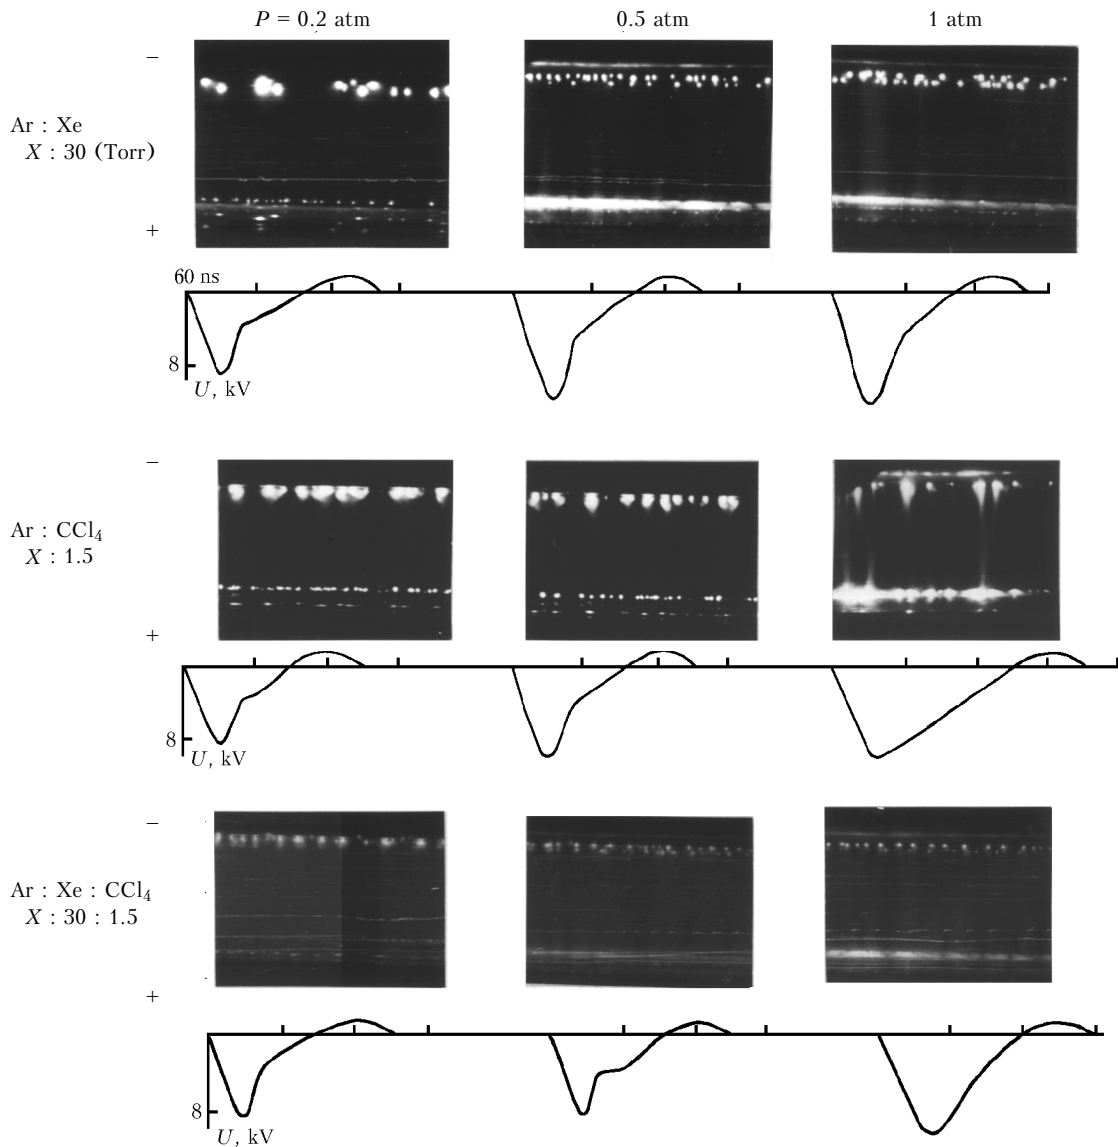 P = 0.2 atm 0.5 atm 1 atm
−
Ar : Xe
X : 30 (Torr)
+
60 ns
8
U, kV
−
Ar : CCl₄
X : 1.5
+
8
U, kV
−
Ar : Xe : CCl₄
X : 30 : 1.5
+
8
U, kV